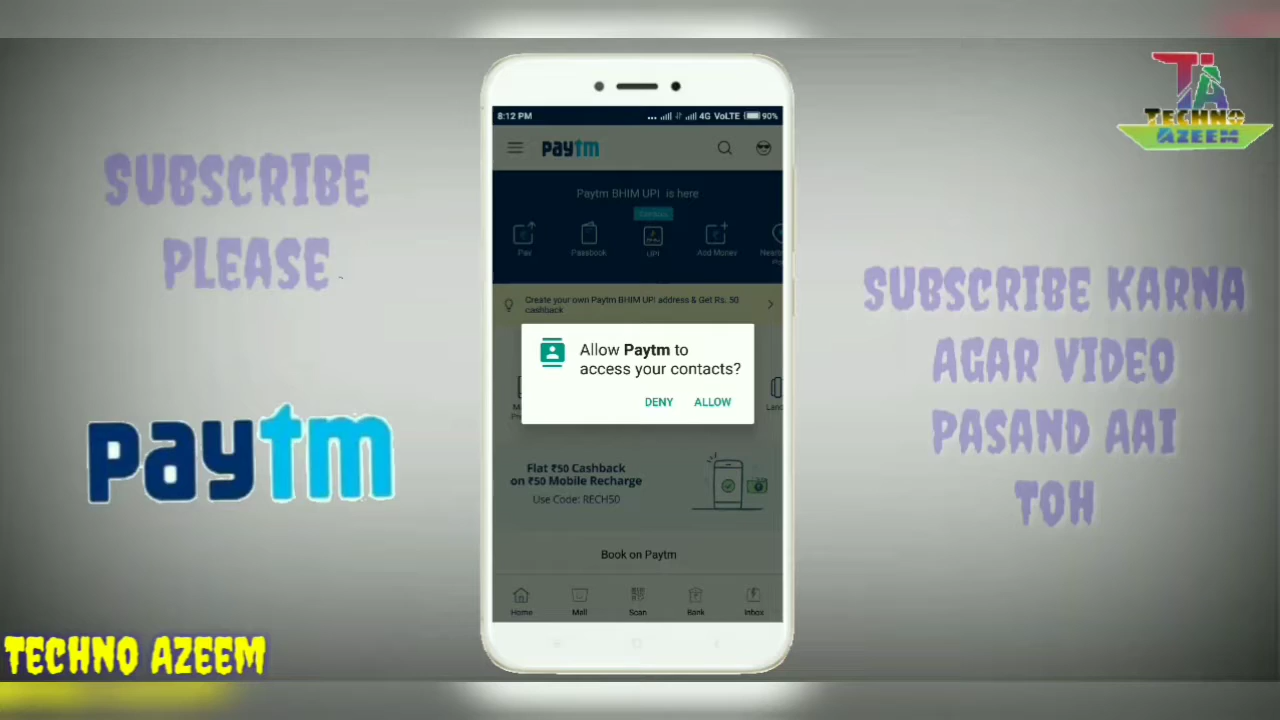 SUBSCRIBE
PLEASE
paytm
TECHNO AZEEM
8:12 PM
4G VoLTE 90%
paytm
Paytm BHIM UPI is here
Pay
Passbook
UPI
Add Money
Create your own Paytm BHIM UPI address & Get Rs. 50
cashback
Allow Paytm to
access your contacts?
DENY
ALLOW
Flat ₹50 Cashback
on ₹50 Mobile Recharge
Use Code: RECH50
Book on Paytm
Home
Mall
Scan
Bank
Inbox
TA
TECHNO
AZEEM
SUBSCRIBE KARNA
AGAR VIDEO
PASAND AAI
TOH